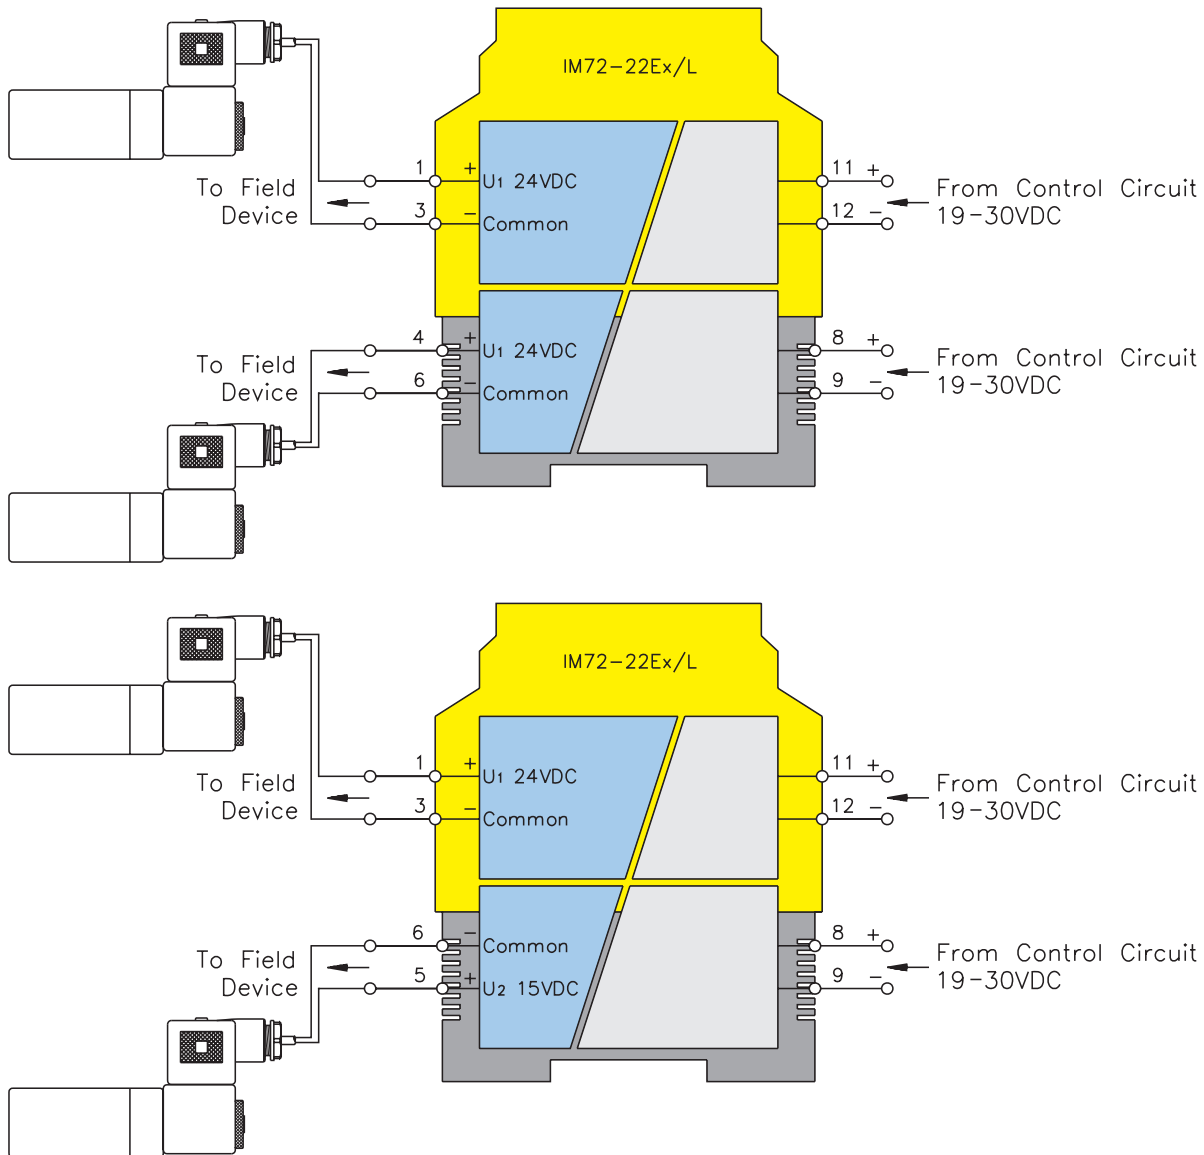 IM72-22Ex/L
1 + U1 24VDC
11 +
To Field
Device
From Control Circuit
19-30VDC
3 - Common
12 -
4 + U1 24VDC
8 +
To Field
Device
From Control Circuit
19-30VDC
6 - Common
9 -
IM72-22Ex/L
1 + U1 24VDC
11 +
To Field
Device
From Control Circuit
19-30VDC
3 - Common
12 -
6 - Common
8 +
To Field
Device
From Control Circuit
19-30VDC
5 + U2 15VDC
9 -